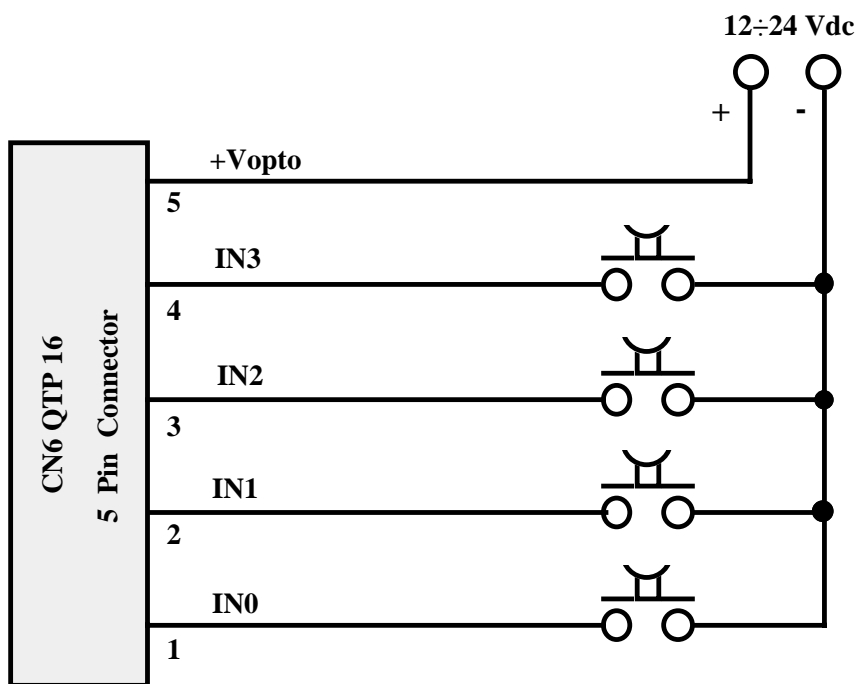 12÷24 Vdc
+ -
+Vopto
5
IN3
4
IN2
3
IN1
2
IN0
1
CN6 QTP 16
5 Pin Connector